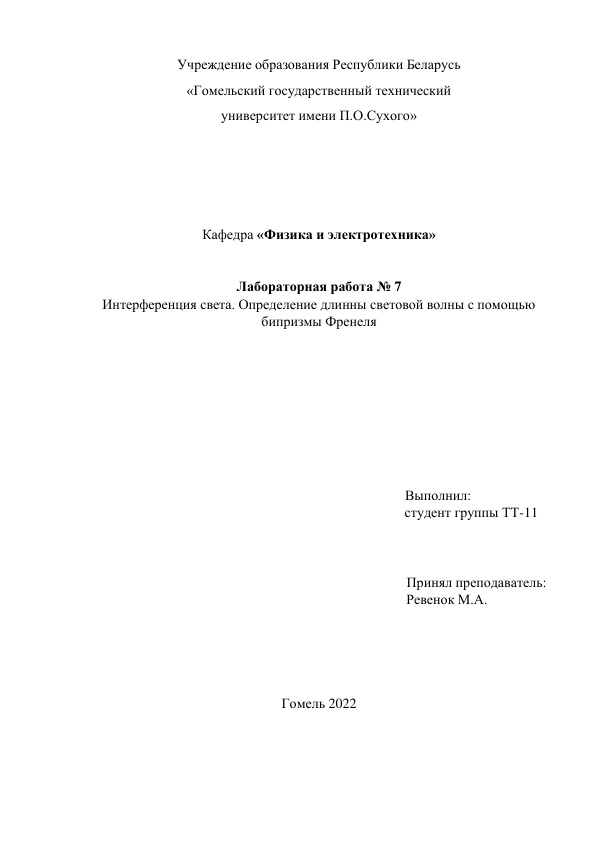 Учреждение образования Республики Беларусь
«Гомельский государственный технический
университет имени П.О.Сухого»
Кафедра «Физика и электротехника»
Лабораторная работа № 7
Интерференция света. Определение длинны световой волны с помощью
бипризмы Френеля
Выполнил:
студент группы ТТ-11
Принял преподаватель:
Ревенок М.А.
Гомель 2022